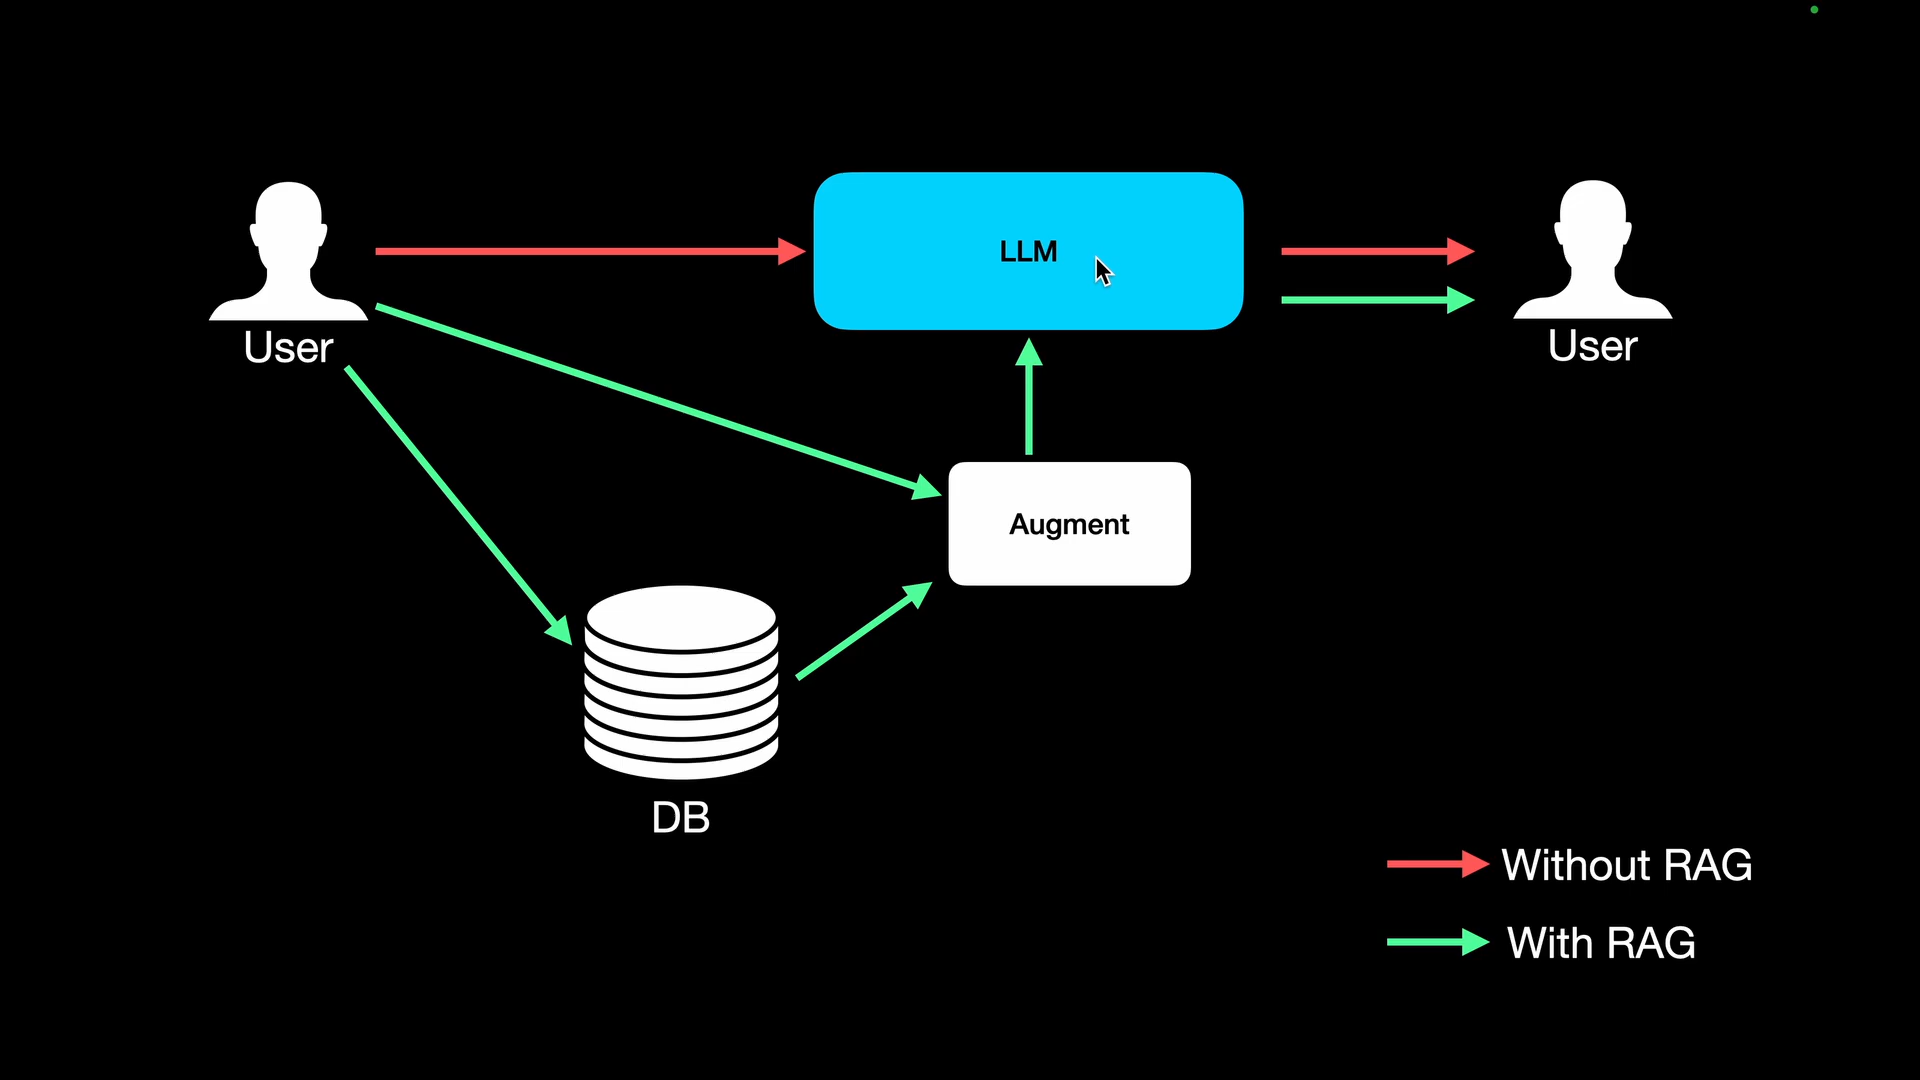 LLM
User
User
Augment
DB
Without RAG
With RAG